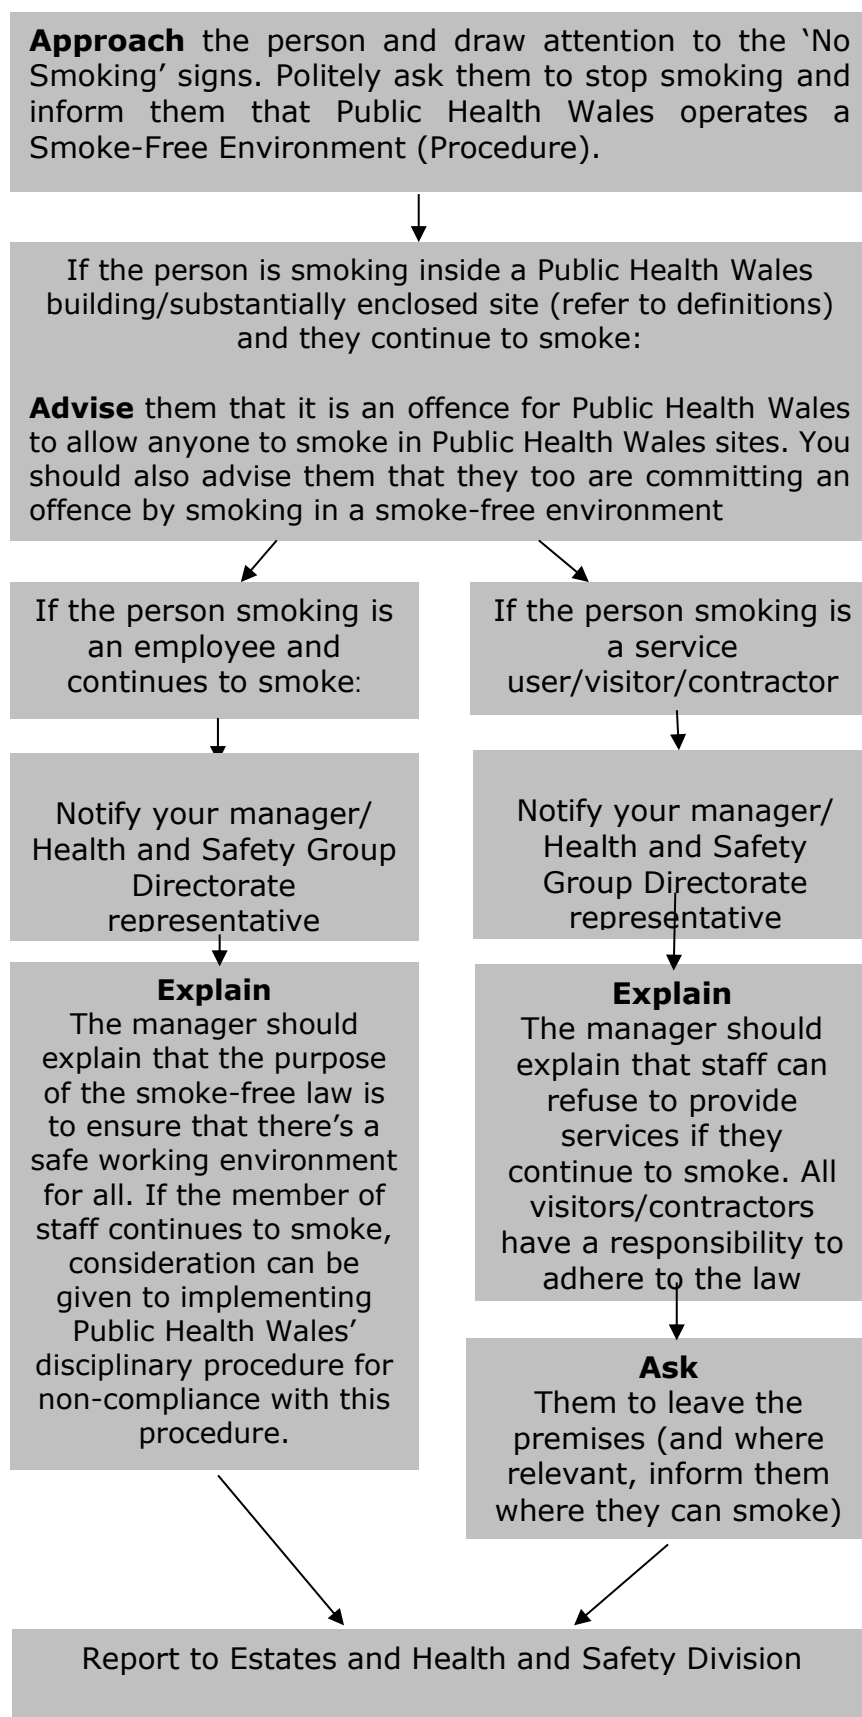 Approach the person and draw attention to the ‘No
Smoking’ signs. Politely ask them to stop smoking and
inform them that Public Health Wales operates a
Smoke-Free Environment (Procedure).
If the person is smoking inside a Public Health Wales
building/substantially enclosed site (refer to definitions)
and they continue to smoke:
Advise them that it is an offence for Public Health Wales
to allow anyone to smoke in Public Health Wales sites. You
should also advise them that they too are committing an
offence by smoking in a smoke-free environment
If the person smoking is
an employee and
continues to smoke:
Notify your manager/
Health and Safety Group
Directorate
representative
Explain
The manager should
explain that the purpose
of the smoke-free law is
to ensure that there’s a
safe working environment
for all. If the member of
staff continues to smoke,
consideration can be
given to implementing
Public Health Wales’
disciplinary procedure for
non-compliance with this
procedure.
If the person smoking is
a service
user/visitor/contractor
Notify your manager/
Health and Safety
Group Directorate
representative
Explain
The manager should
explain that staff can
refuse to provide
services if they
continue to smoke. All
visitors/contractors
have a responsibility to
adhere to the law
Ask
Them to leave the
premises (and where
relevant, inform them
where they can smoke)
Report to Estates and Health and Safety Division